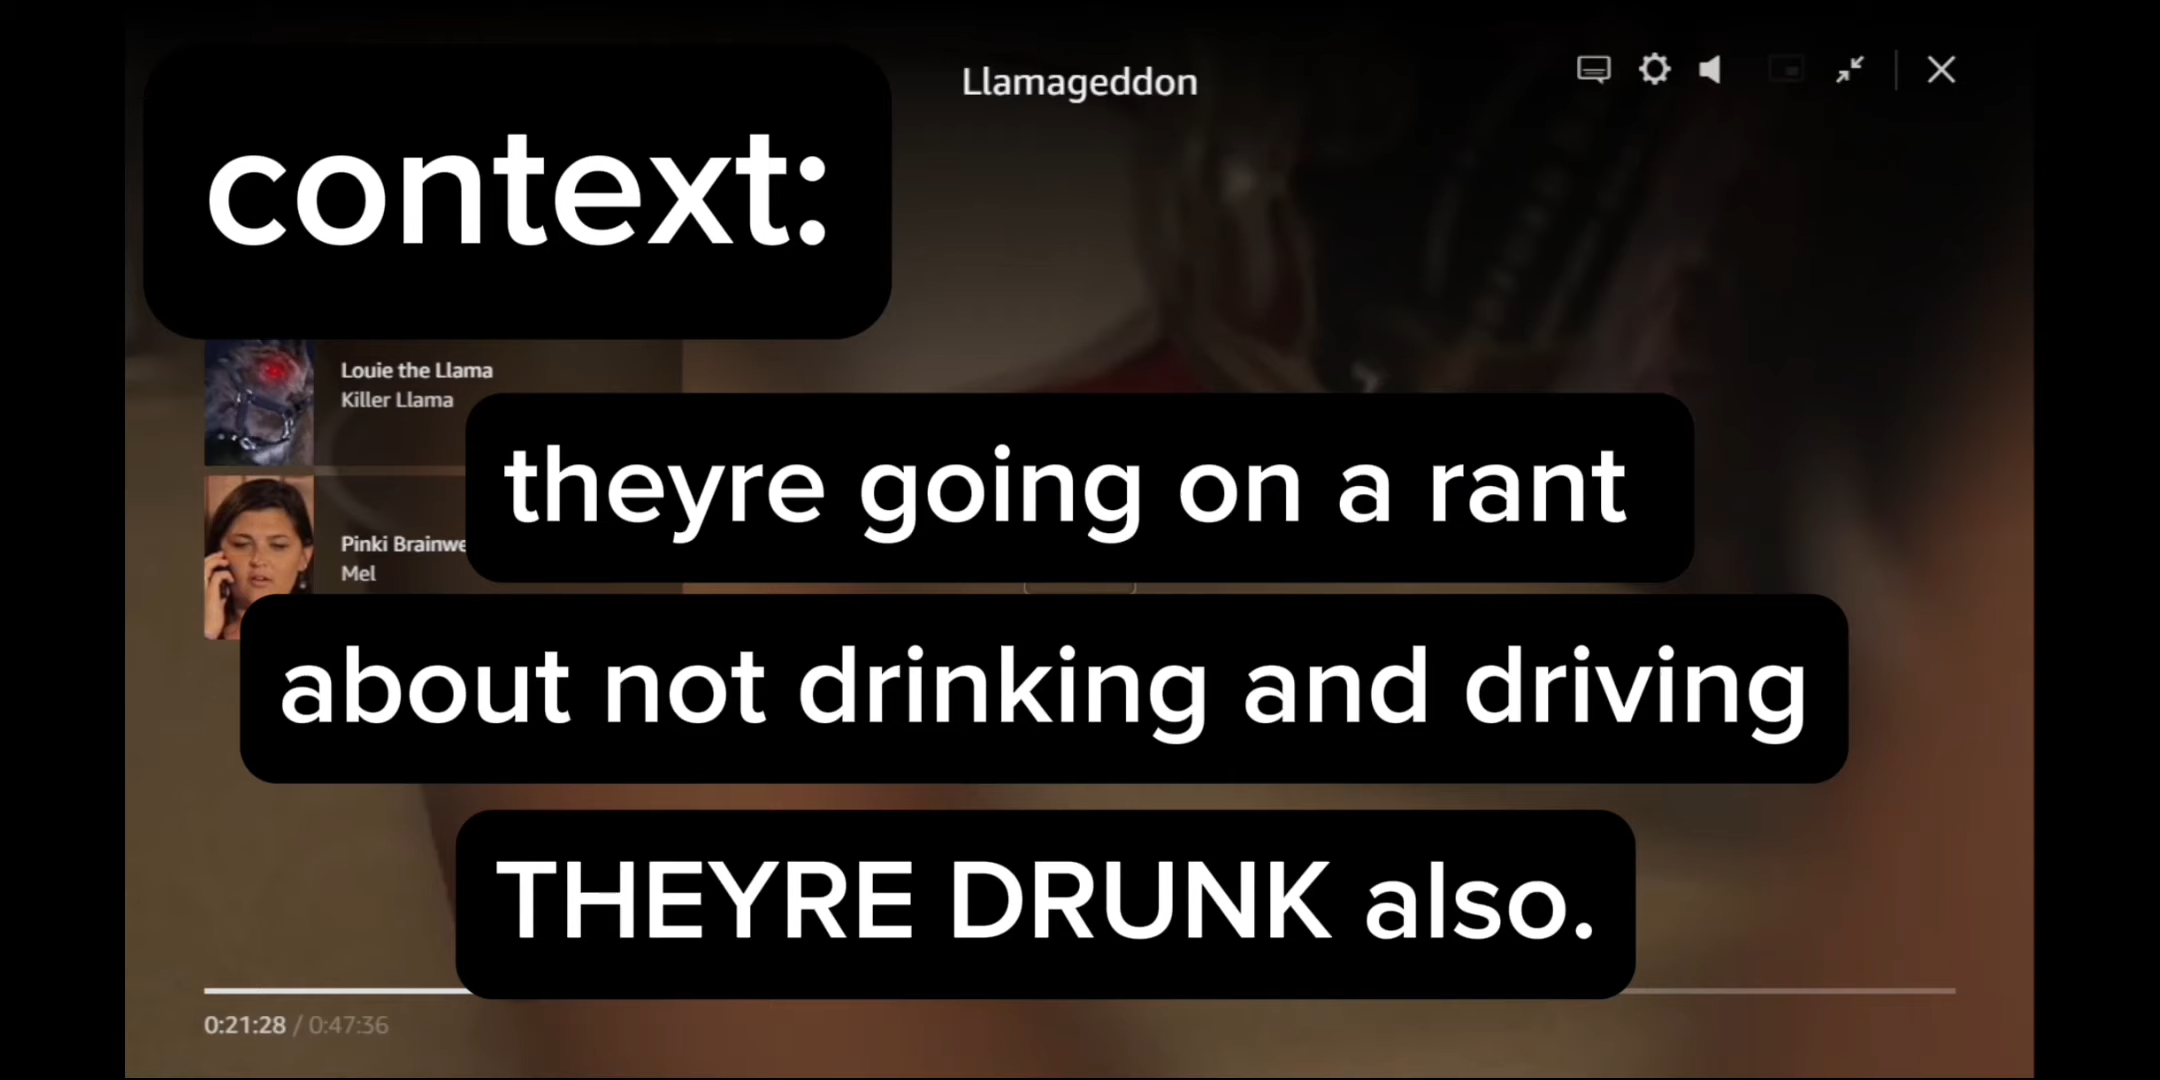 Llamageddon
context:
Louie the Llama
Killer Llama
theyre going on a rant
Pinki
Mel
about not drinking and driving
THEYRE DRUNK also.
0:21:28 / 0:47:36